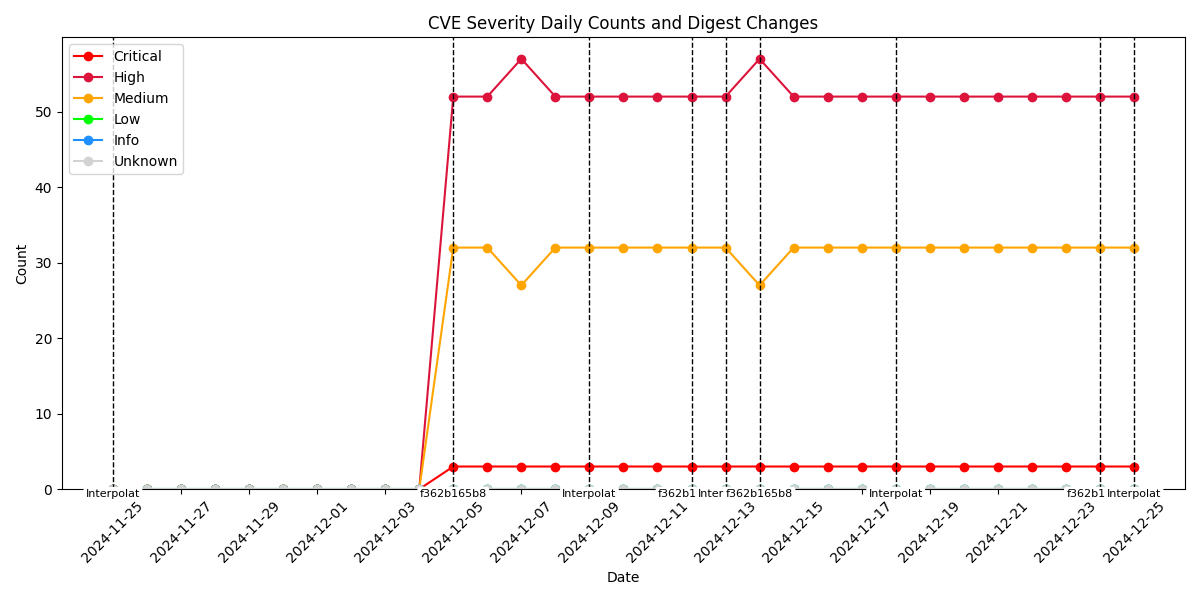 CVE Severity Daily Counts and Digest Changes
Critical
High
Medium
Low
Info
Unknown
Count
50
40
30
20
10
0
Interpolat
f362b165b8
Interpolat
f362b1
Inter
f362b165b8
Interpolat
f362b1
Interpolat
2024-11-25
2024-11-27
2024-11-29
2024-12-01
2024-12-03
2024-12-05
2024-12-07
2024-12-09
2024-12-11
2024-12-13
2024-12-15
2024-12-17
2024-12-19
2024-12-21
2024-12-23
2024-12-25
Date